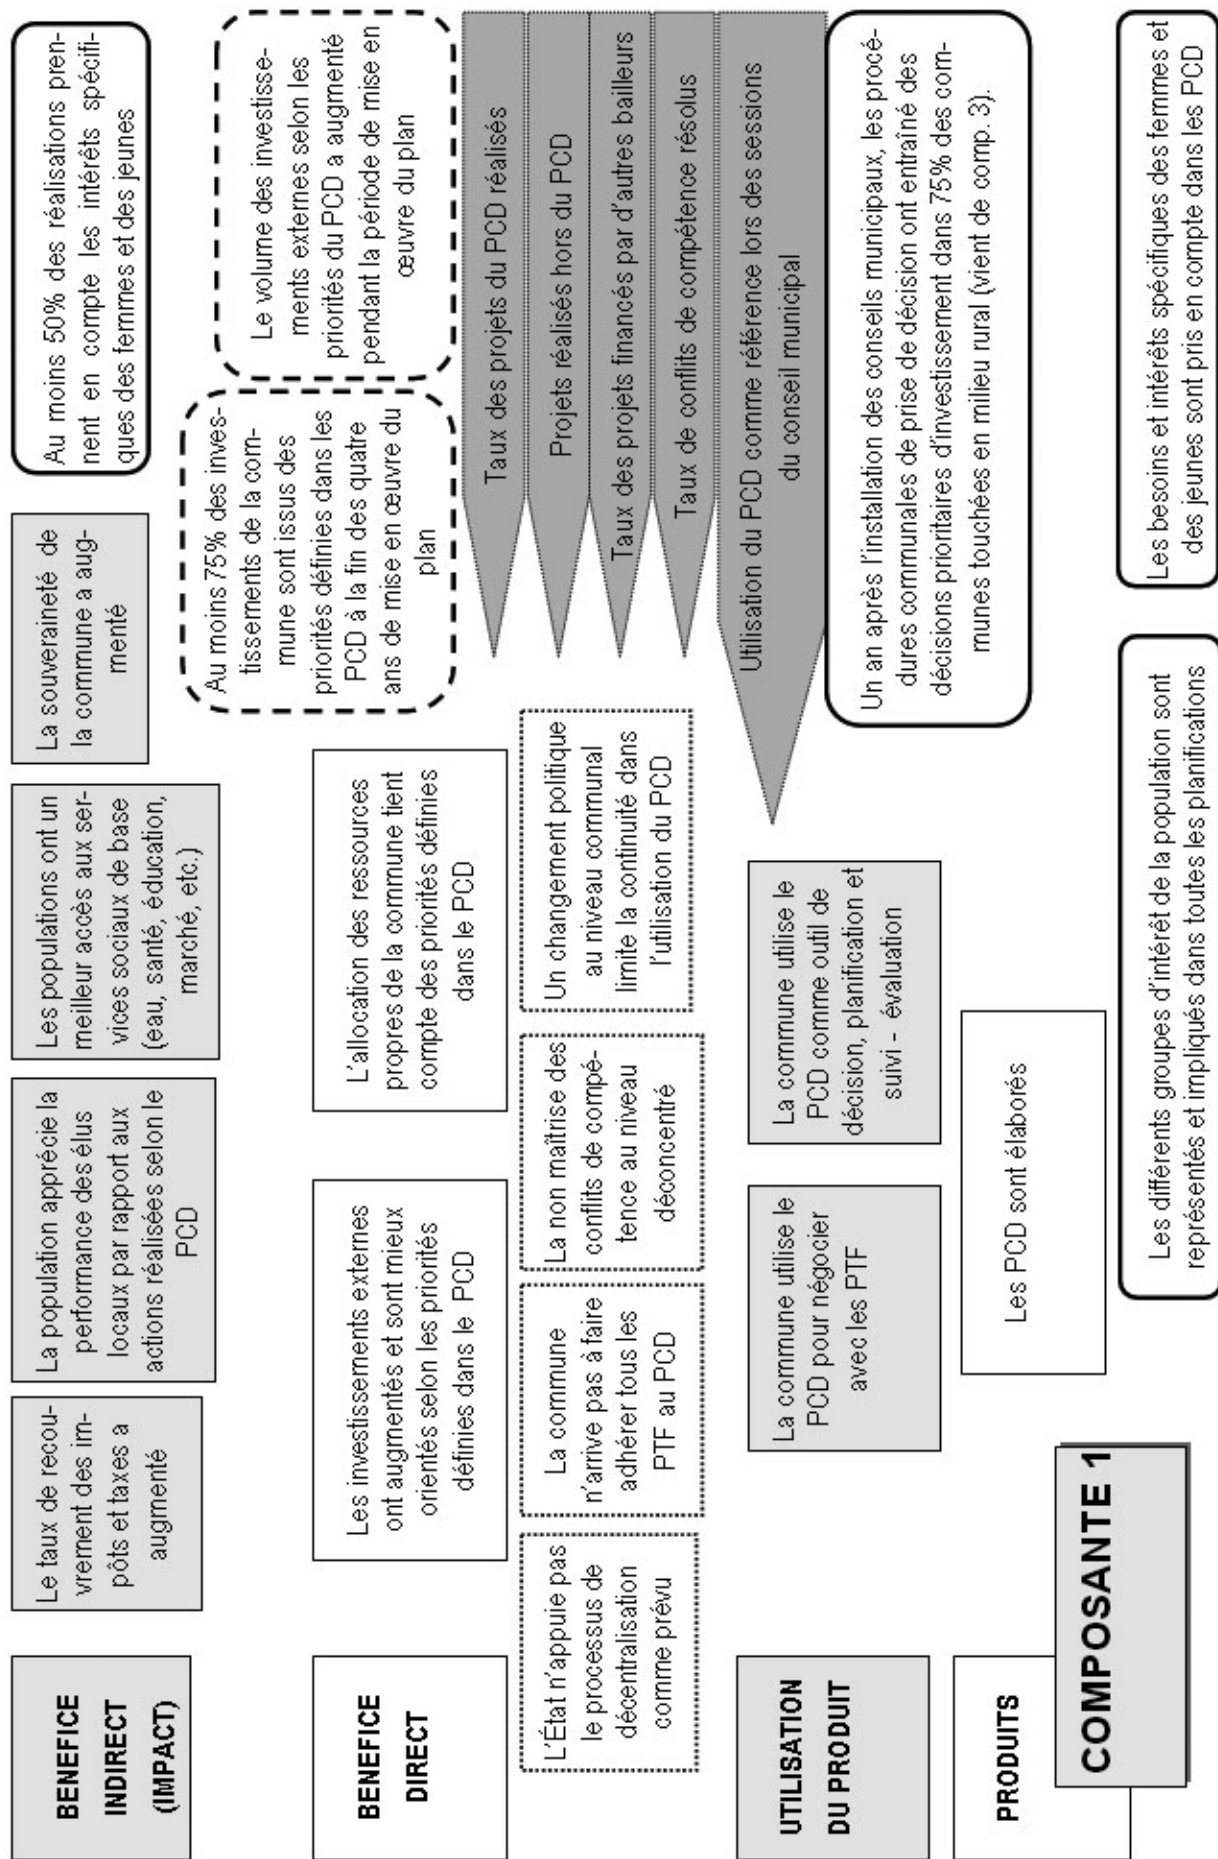 BENEFICE
INDIRECT
(IMPACT)
Le taux de recou-
vrement des im-
pôts et taxes a
augmenté
La population apprécie la
performance des élus
locaux par rapport aux
actions réalisées selon le
PCD
Les populations ont un
meilleur accès aux ser-
vices sociaux de base
(eau, santé, éducation,
marché, etc.)
La souveraineté de
la commune a aug-
menté
Au moins 50% des réalisations pren-
nent en compte les intérêts spécifi-
ques des femmes et des jeunes
BENEFICE
DIRECT
Les investissements externes
ont augmentés et sont mieux
orientés selon les priorités
définies dans le PCD
L'allocation des ressources
propres de la commune tient
compte des priorités définies
dans le PCD
Au moins 75% des inves-
tissements de la com-
mune sont issus des
priorités définies dans les
PCD à la fin des quatre
ans de mise en œuvre du
plan
Le volume des investisse-
ments externes selon les
priorités du PCD a augmenté
pendant la période de mise en
œuvre du plan
L'État n'appuie pas
le processus de
décentralisation
comme prévu
La commune
n'arrive pas à faire
adhérer tous les
PTF au PCD
La non maîtrise des
conflits de compé-
tence au niveau
déconcentré
Un changement politique
au niveau communal
limite la continuité dans
l'utilisation du PCD
Taux des projets du PCD réalisés
Projets réalisés hors du PCD
Taux des projets financés par d'autres bailleurs
Taux de conflits de compétence résolus
Utilisation du PCD comme référence lors des sessions
du conseil municipal
UTILISATION
DU PRODUIT
La commune utilise le
PCD pour négocier
avec les PTF
La commune utilise le
PCD comme outil de
décision, planification et
suivi - évaluation
Un an après l'installation des conseils municipaux, les procé-
dures communales de prise de décision ont entraîné des
décisions prioritaires d'investissement dans 75% des com-
munes touchées en milieu rural (vient de comp. 3).
PRODUITS
Les PCD sont élaborés
COMPOSANTE 1
Les différents groupes d'intérêt de la population sont
représentés et impliqués dans toutes les planifications
Les besoins et intérêts spécifiques des femmes et
des jeunes sont pris en compte dans les PCD